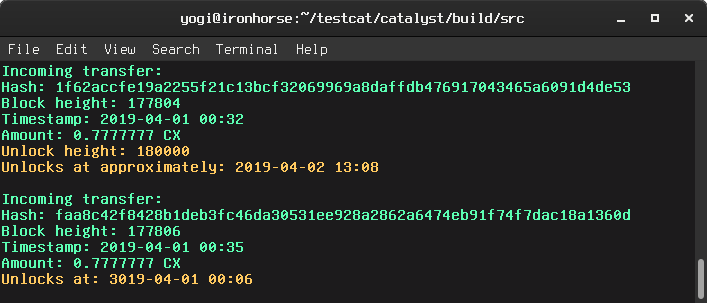 yogi@ironhorse:~/testcat/catalyst/build/src
File Edit View Search Terminal Help
Incoming transfer:
Hash: 1f62accfe19a2255f21c13bcf32069969a8daffdb476917043465a6091d4de53
Block height: 177804
Timestamp: 2019-04-01 00:32
Amount: 0.7777777 CX
Unlock height: 180000
Unlocks at approximately: 2019-04-02 13:08
Incoming transfer:
Hash: faa8c42f8428b1deb3fc46da30531ee928a2862a6474eb91f74f7dac18a1360d
Block height: 177806
Timestamp: 2019-04-01 00:35
Amount: 0.7777777 CX
Unlocks at: 3019-04-01 00:06